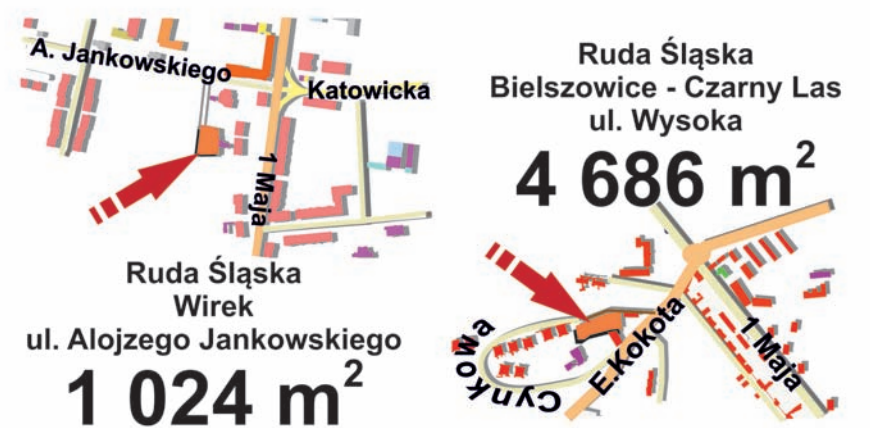 A. Jankowskiego
Katowicka
1 Maja
Ruda Śląska
Wirek
ul. Alojzego Jankowskiego
1 024 m²
Ruda Śląska
Bielszowice - Czarny Las
ul. Wysoka
4 686 m²
Cynkowa
E.Kokota
1 Maja